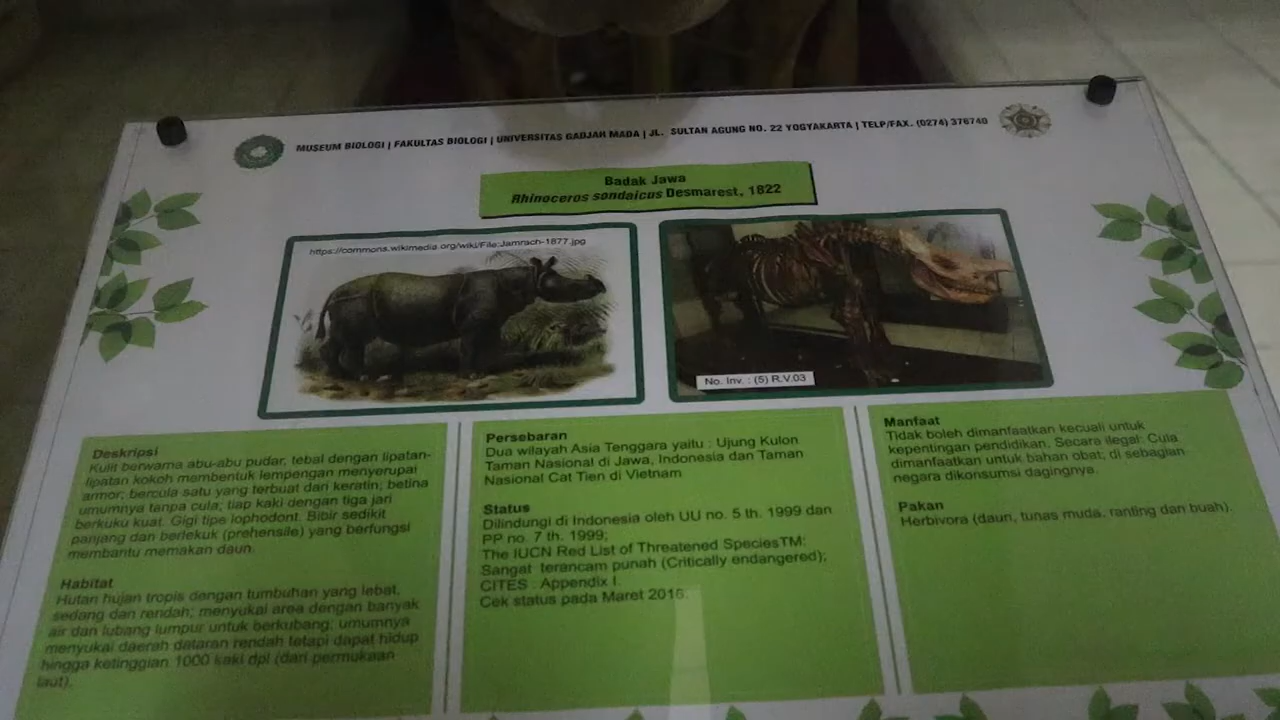 MUSEUM BIOLOGI | FAKULTAS BIOLOGI | UNIVERSITAS GADJAH MADA | JL. SULTAN AGUNG NO. 22 YOGYAKARTA | TELP/FAX. (0274) 376740
Badak Jawa
Rhinoceros sondaicus Desmarest, 1822
https://commons.wikimedia.org/wiki/File:Jamrach-1877.jpg
No. Inv. : (5) R.V.03
Deskripsi
Kulit berwarna abu-abu pudar, tebal dengan lipatan-
lipatan kokoh membentuk lempengan menyerupai
armor; bercula satu yang terbuat dari keratin; betina
umumnya tanpa cula; tiap kaki dengan tiga jari
berkuku kuat. Gigi tipe lophodont. Bibir sedikit
panjang dan berlekuk (prehensile) yang berfungsi
membantu memakan daun.
Habitat
Hutan hujan tropis dengan tumbuhan yang lebat,
sedang dan rendah; menyukai area dengan banyak
air dan lubang lumpur untuk berkubang; umumnya
menyukai daerah dataran rendah tetapi dapat hidup
hingga ketinggian 1000 kaki dpl (dari permukaan
laut).
Persebaran
Dua wilayah Asia Tenggara yaitu : Ujung Kulon
Taman Nasional di Jawa, Indonesia dan Taman
Nasional Cat Tien di Vietnam
Status
Dilindungi di Indonesia oleh UU no. 5 th. 1999 dan
PP no. 7 th. 1999;
The IUCN Red List of Threatened SpeciesTM:
Sangat terancam punah (Critically endangered);
CITES : Appendix I.
Cek status pada Maret 2016.
Manfaat
Tidak boleh dimanfaatkan kecuali untuk
kepentingan pendidikan. Secara ilegal: Cula
dimanfaatkan untuk bahan obat; di sebagian
negara dikonsumsi dagingnya.
Pakan
Herbivora (daun, tunas muda, ranting dan buah).